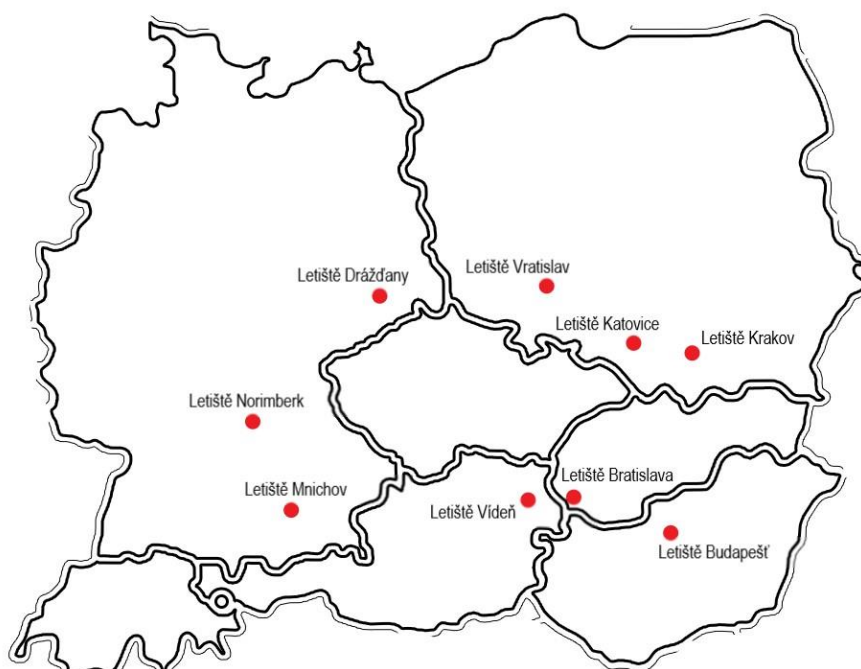 Letiště Vratislav
Letiště Drážďany
Letiště Katovice
Letiště Krakov
Letiště Norimberk
Letiště Bratislava
Letiště Mnichov
Letiště Vídeň
Letiště Budapešť